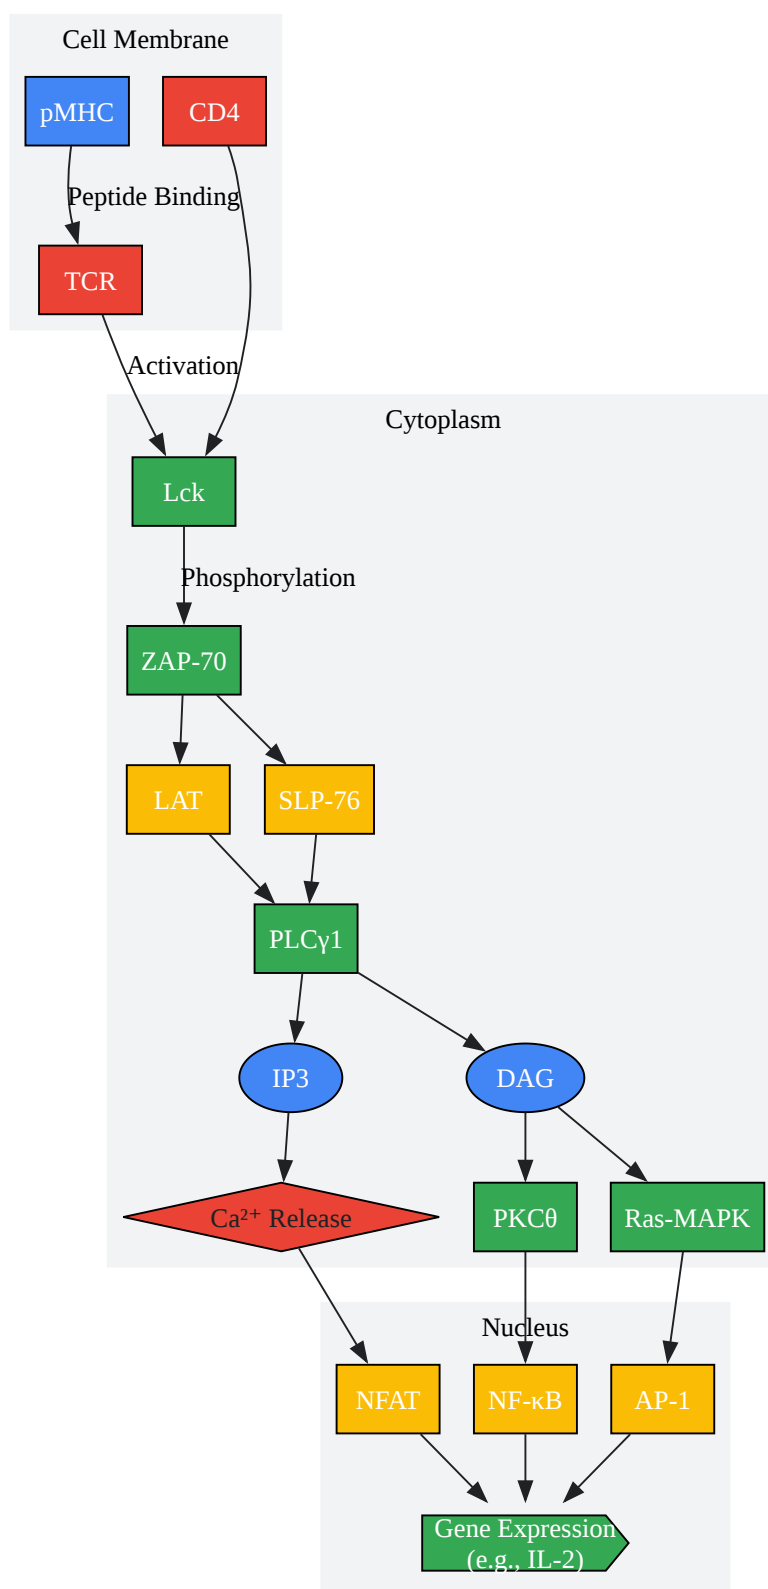 Cell Membrane
pMHC
CD4
Peptide Binding
TCR
Activation
Cytoplasm
Lck
Phosphorylation
ZAP-70
LAT
SLP-76
PLCγ1
IP3
DAG
Ca²⁺ Release
PKCθ
Ras-MAPK
Nucleus
NFAT
NF-κB
AP-1
Gene Expression
(e.g., IL-2)